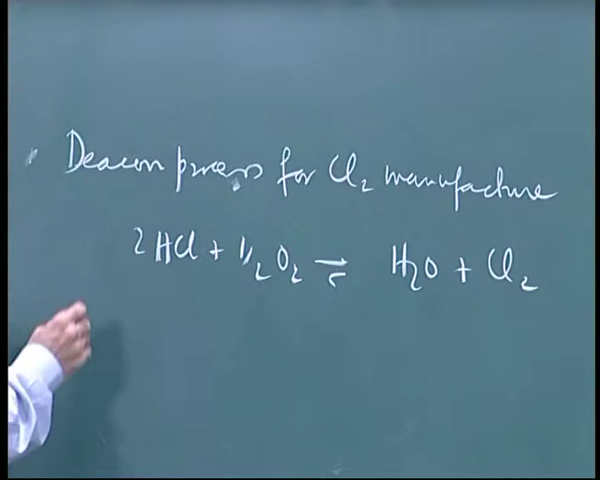 Deacon process for Cl₂ manufacture
2HCl + 1/2 O₂ ⇌ H₂O + Cl₂